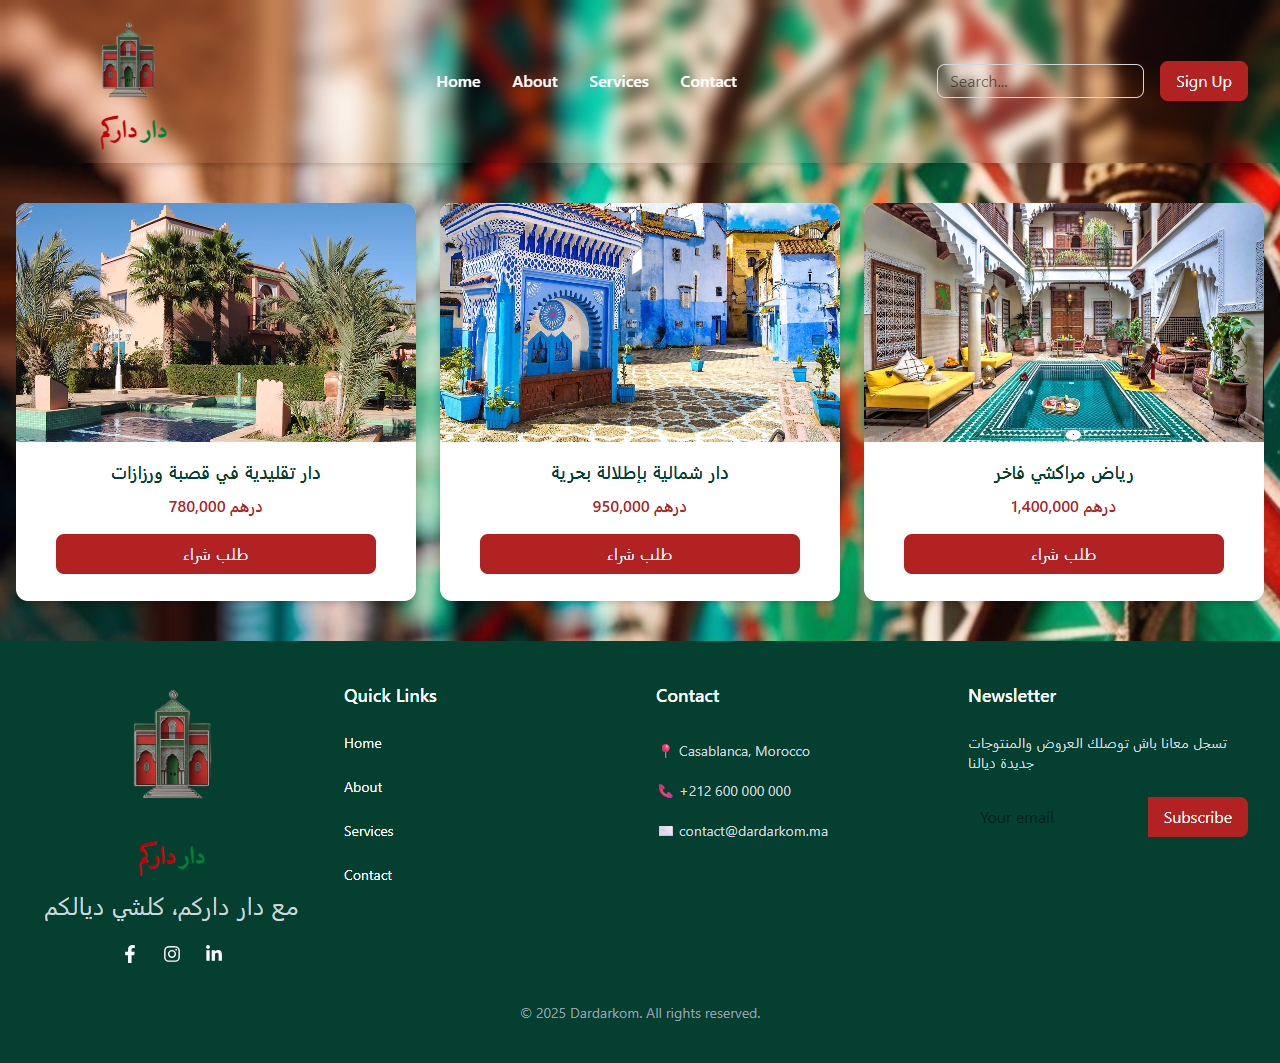 دار داركم
Home
About
Services
Contact
Search...
Sign Up
دار تقليدية في قصبة ورزازات
780,000 درهم
طلب شراء
دار شمالية بإطلالة بحرية
950,000 درهم
طلب شراء
رياض مراكشي فاخر
1,400,000 درهم
طلب شراء
دار داركم
مع دار داركم، كلشي ديالكم
Quick Links
Home
About
Services
Contact
Contact
📍 Casablanca, Morocco
📞 +212 600 000 000
✉️ contact@dardarkom.ma
Newsletter
تسجل معانا باش توصلك العروض والمنتوجات
جديدة ديالنا
Your email
Subscribe
© 2025 Dardarkom. All rights reserved.